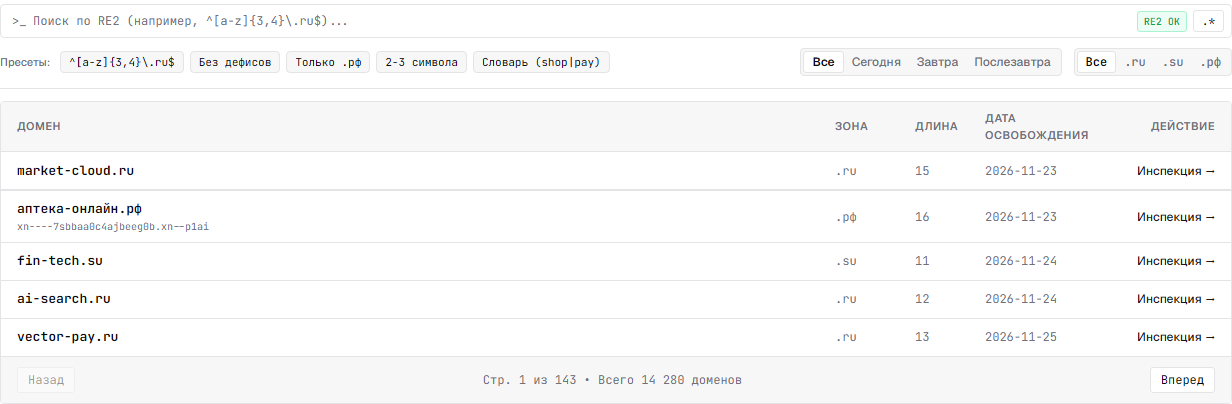 >_ Поиск по RE2 (например, ^[a-z]{3,4}\.ru$)... RE2 OK .*
Пресеты: ^[a-z]{3,4}\.ru$ Без дефисов Только .рф 2-3 символа Словарь (shop|pay) Все Сегодня Завтра Послезавтра Все .ru .su .рф
ДОМЕН ЗОНА ДЛИНА ДАТА ОСВОБОЖДЕНИЯ ДЕЙСТВИЕ
market-cloud.ru .ru 15 2026-11-23 Инспекция →
аптека-онлайн.рф .рф 16 2026-11-23 Инспекция →
xn----7sbbaa0c4ajbeeg0b.xn--p1ai
fin-tech.su .su 11 2026-11-24 Инспекция →
ai-search.ru .ru 12 2026-11-24 Инспекция →
vector-pay.ru .ru 13 2026-11-25 Инспекция →
Назад Стр. 1 из 143 • Всего 14 280 доменов Вперед